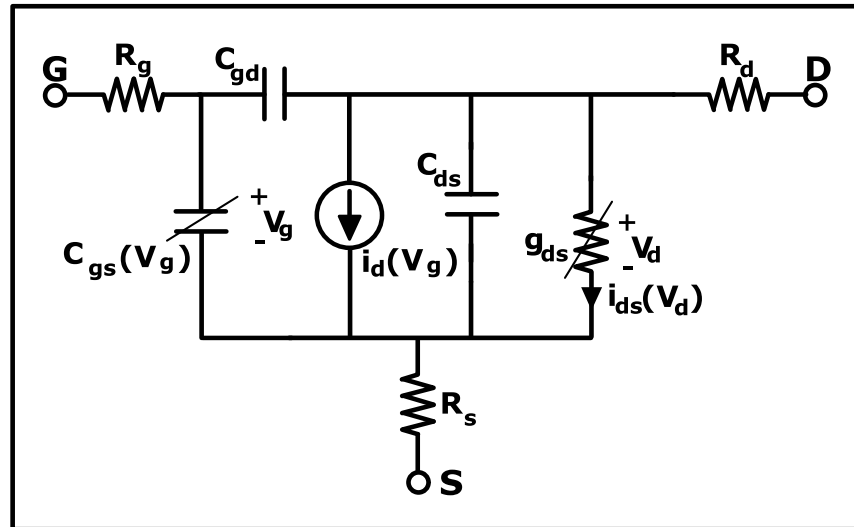 G R_g C_gd R_d D
C_ds
+ V_g -
C_gs(V_g)
i_d(V_g)
g_ds
+ V_d -
i_ds(V_d)
R_s
S